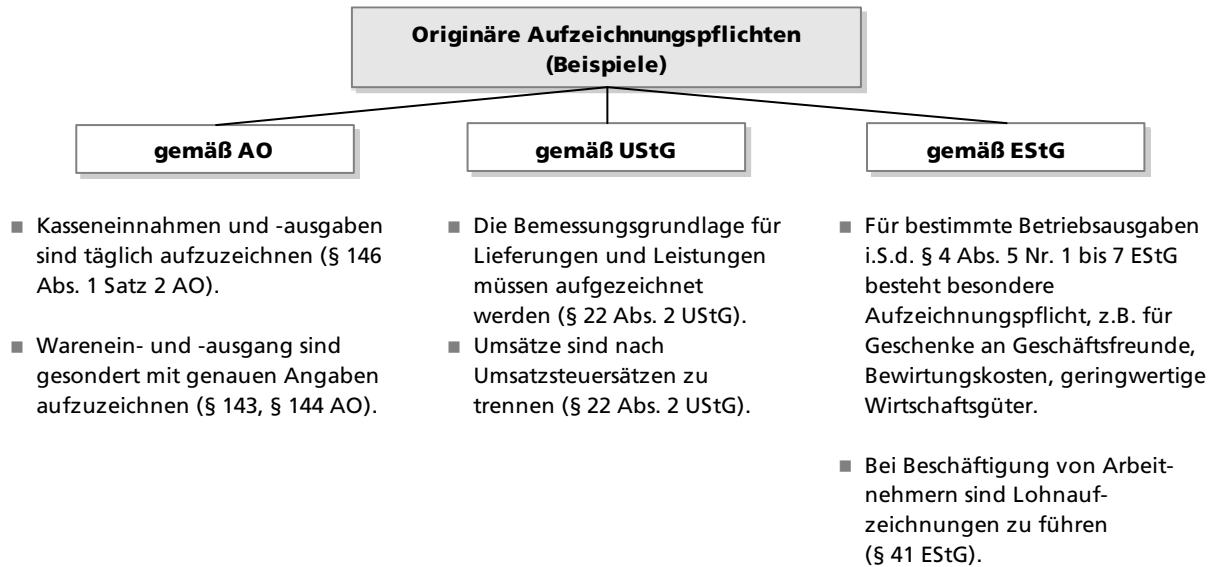 Originäre Aufzeichnungspflichten
(Beispiele)
gemäß AO
gemäß UStG
gemäß EStG
■ Kasseneinnahmen und -ausgaben
sind täglich aufzuzeichnen (§ 146
Abs. 1 Satz 2 AO).
■ Warenein- und -ausgang sind
gesondert mit genauen Angaben
aufzuzeichnen (§ 143, § 144 AO).
■ Die Bemessungsgrundlage für
Lieferungen und Leistungen
müssen aufgezeichnet
werden (§ 22 Abs. 2 UStG).
■ Umsätze sind nach
Umsatzsteuersätzen zu
trennen (§ 22 Abs. 2 UStG).
■ Für bestimmte Betriebsausgaben
i.S.d. § 4 Abs. 5 Nr. 1 bis 7 EStG
besteht besondere
Aufzeichnungspflicht, z.B. für
Geschenke an Geschäftsfreunde,
Bewirtungskosten, geringwertige
Wirtschaftsgüter.
■ Bei Beschäftigung von Arbeit-
nehmern sind Lohnauf-
zeichnungen zu führen
(§ 41 EStG).